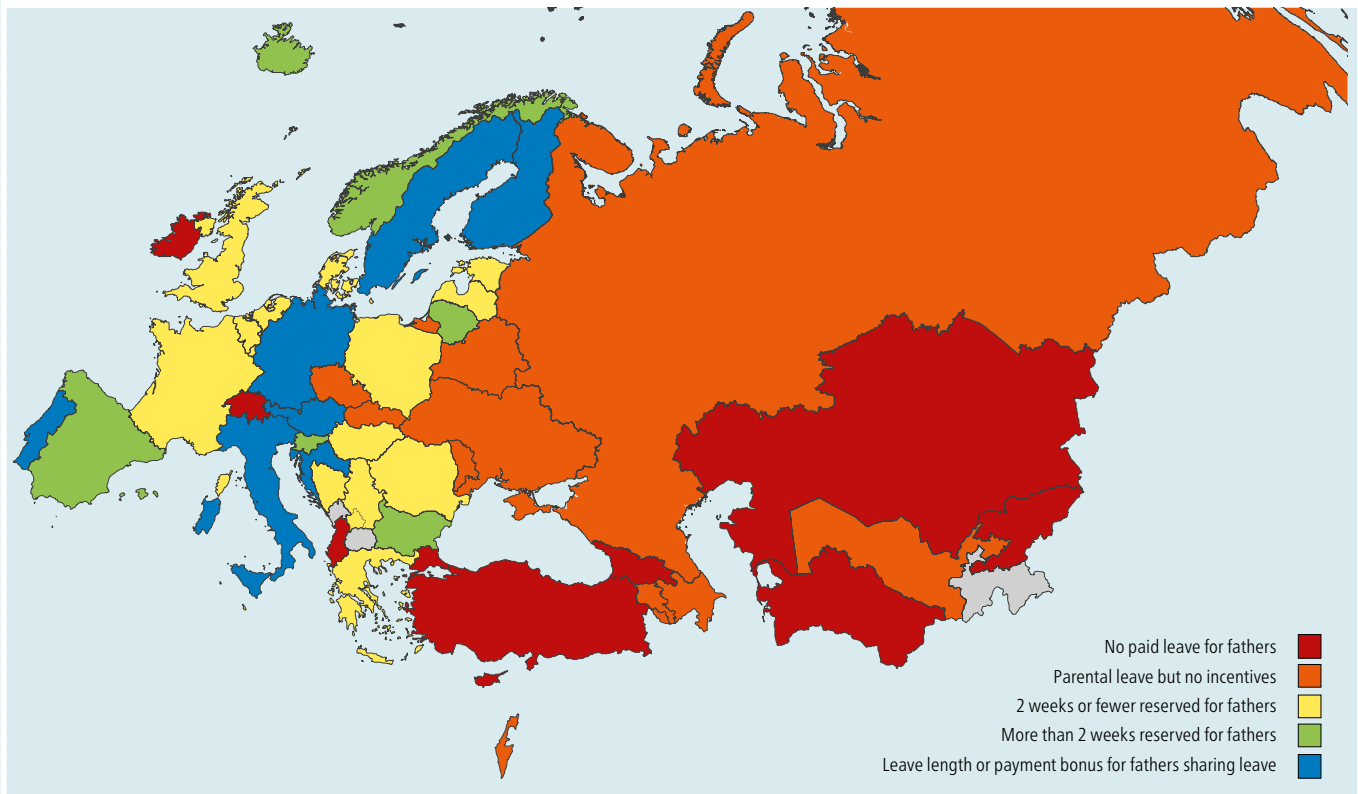 No paid leave for fathers
Parental leave but no incentives
2 weeks or fewer reserved for fathers
More than 2 weeks reserved for fathers
Leave length or payment bonus for fathers sharing leave